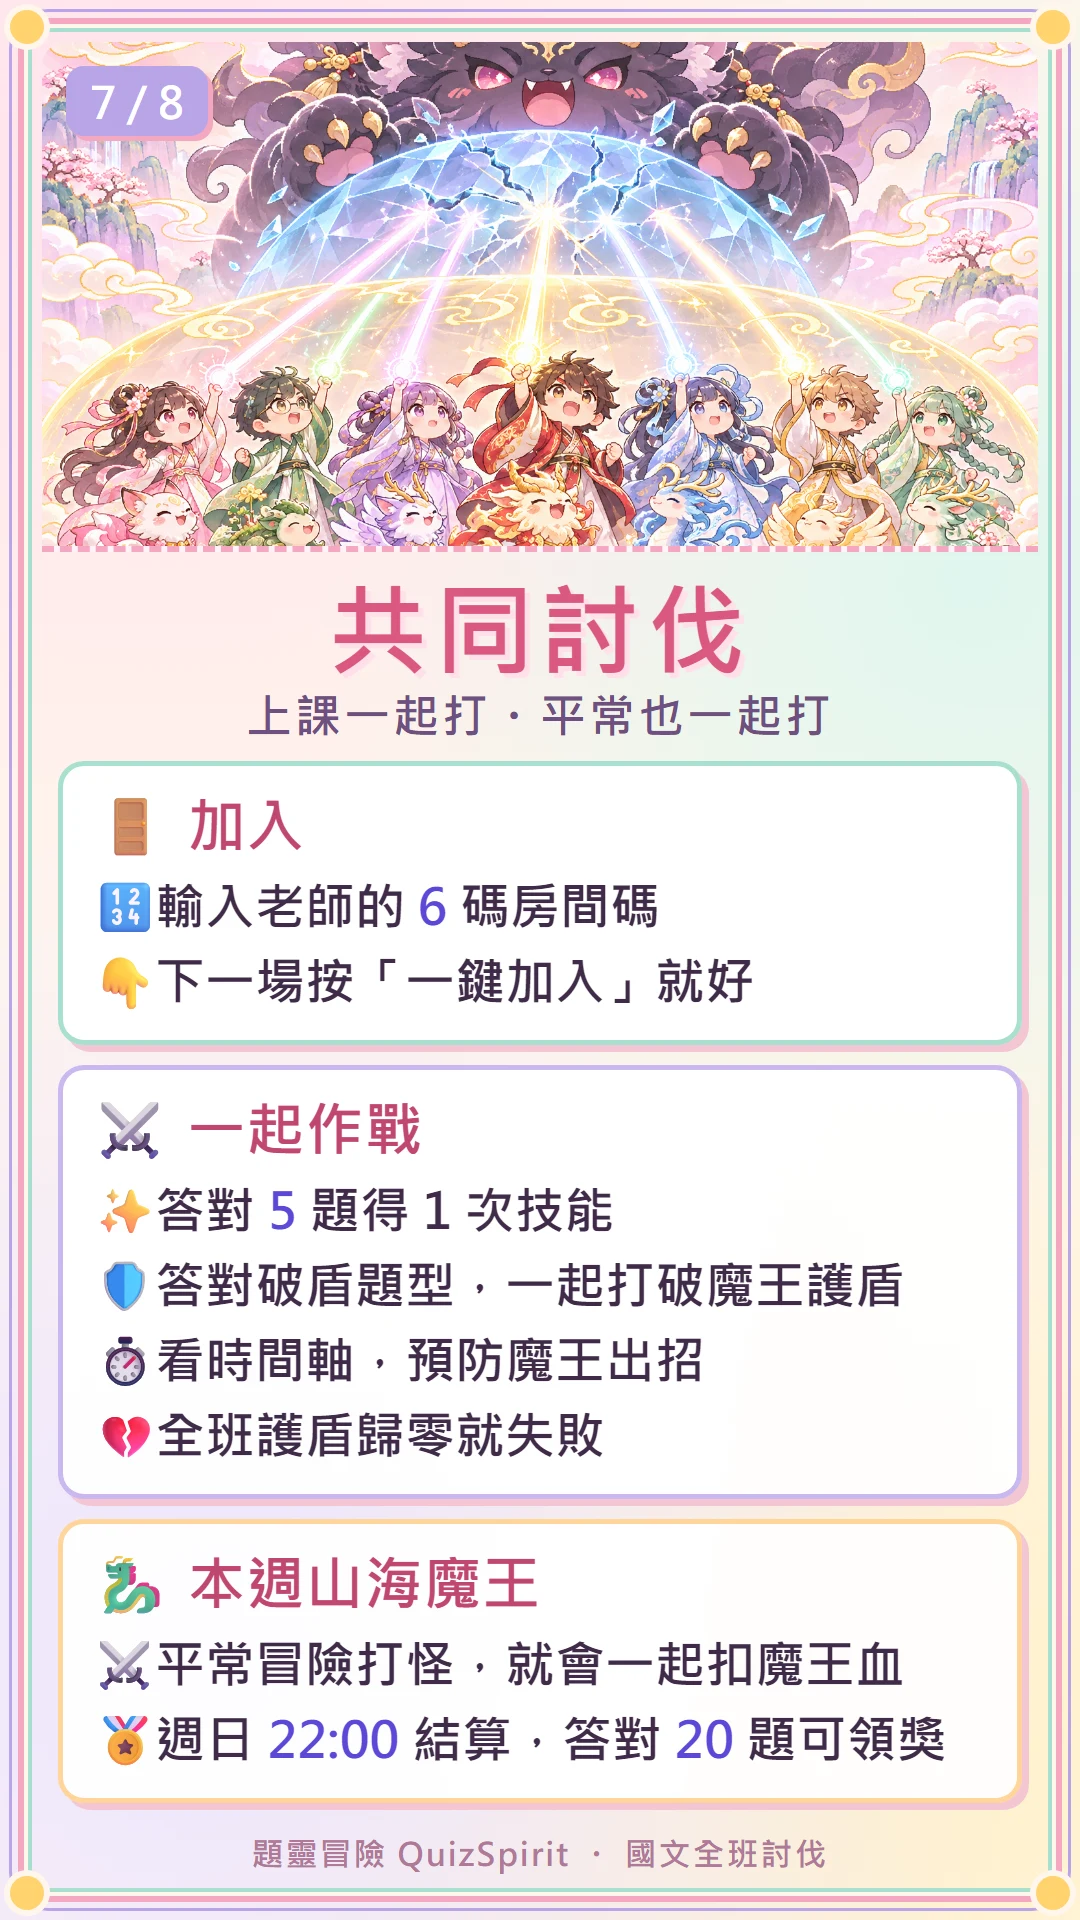 7/8
共同討伐
上課一起打・平常也一起打
🚪 加入
🔢輸入老師的 6 碼房間碼
👇下一場按「一鍵加入」就好
⚔️ 一起作戰
✨答對 5 題得 1 次技能
🛡️答對破盾題型，一起打破魔王護盾
⏱️看時間軸，預防魔王出招
💔全班護盾歸零就失敗
🐉 本週山海魔王
⚔️平常冒險打怪，就會一起扣魔王血
🏅週日 22:00 結算，答對 20 題可領獎
題靈冒險 QuizSpirit ・ 國文全班討伐